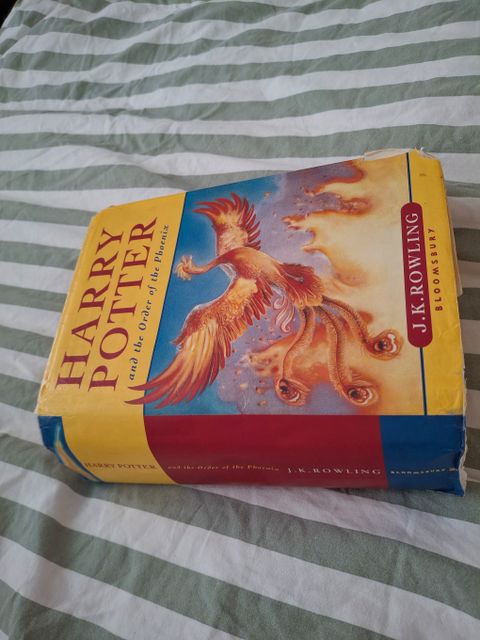 HARRY
POTTER
and the Order of the Phoenix
J.K.ROWLING
BLOOMSBURY
HARRY POTTER and the Order of the Phoenix J.K.ROWLING BLOOMSBURY